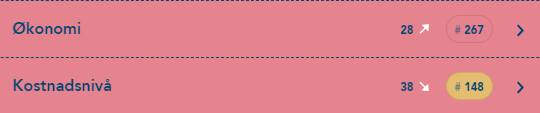 Økonomi 28 ↗ # 267 >
Kostnadsnivå 38 ↘ # 148 >